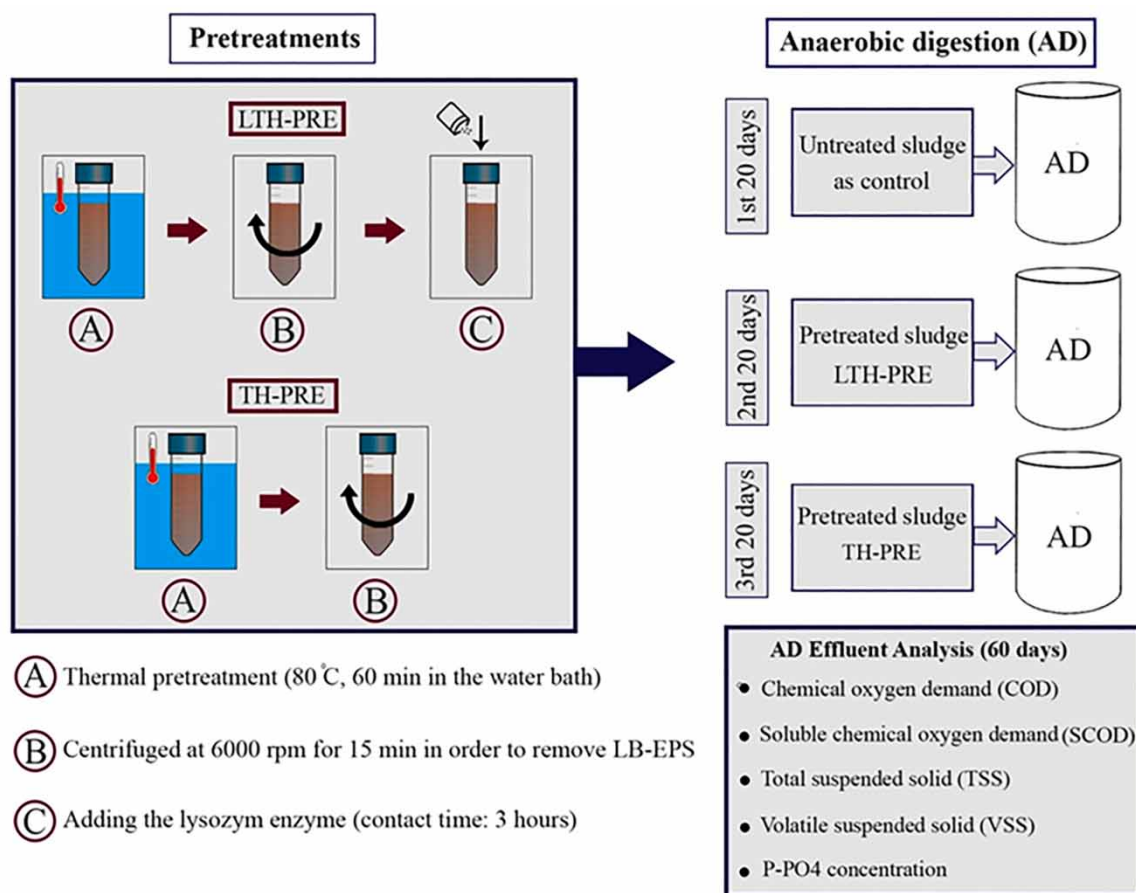 Pretreatments
LTH-PRE
A
B
C
TH-PRE
A
B
A Thermal pretreatment (80 °C, 60 min in the water bath)
B Centrifuged at 6000 rpm for 15 min in order to remove LB-EPS
C Adding the lysozym enzyme (contact time: 3 hours)
Anaerobic digestion (AD)
1st 20 days
Untreated sludge
as control
AD
2nd 20 days
Pretreated sludge
LTH-PRE
AD
3rd 20 days
Pretreated sludge
TH-PRE
AD
AD Effluent Analysis (60 days)
• Chemical oxygen demand (COD)
• Soluble chemical oxygen demand (SCOD)
• Total suspended solid (TSS)
• Volatile suspended solid (VSS)
• P-PO4 concentration